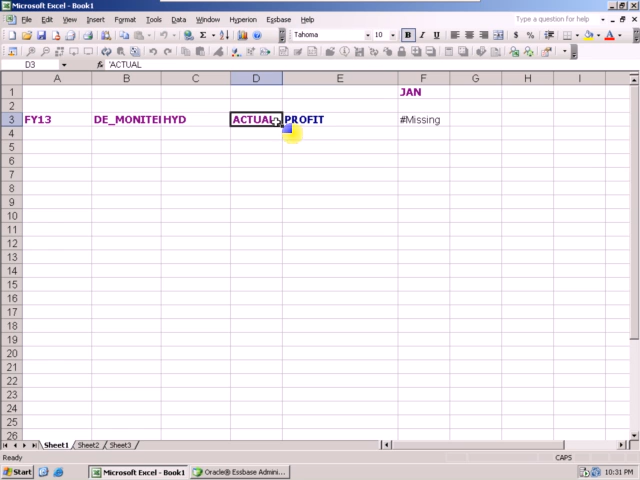 Microsoft Excel - Book1
File Edit View Insert Format Tools Data Window Hyperion Essbase Help
Type a question for help
Tahoma 10 B I U $ %
D3 'ACTUAL
A B C D E F G H I
1 JAN
2
3 FY13 DE_MONITEI HYD ACTUAL PROFIT #Missing
4
5
6
7
8
9
10
11
12
13
14
15
16
17
18
19
20
21
22
23
24
25
26
Sheet1 Sheet2 Sheet3
Ready CAPS
Start Microsoft Excel - Book1 Oracle® Essbase Admini... 10:31 PM